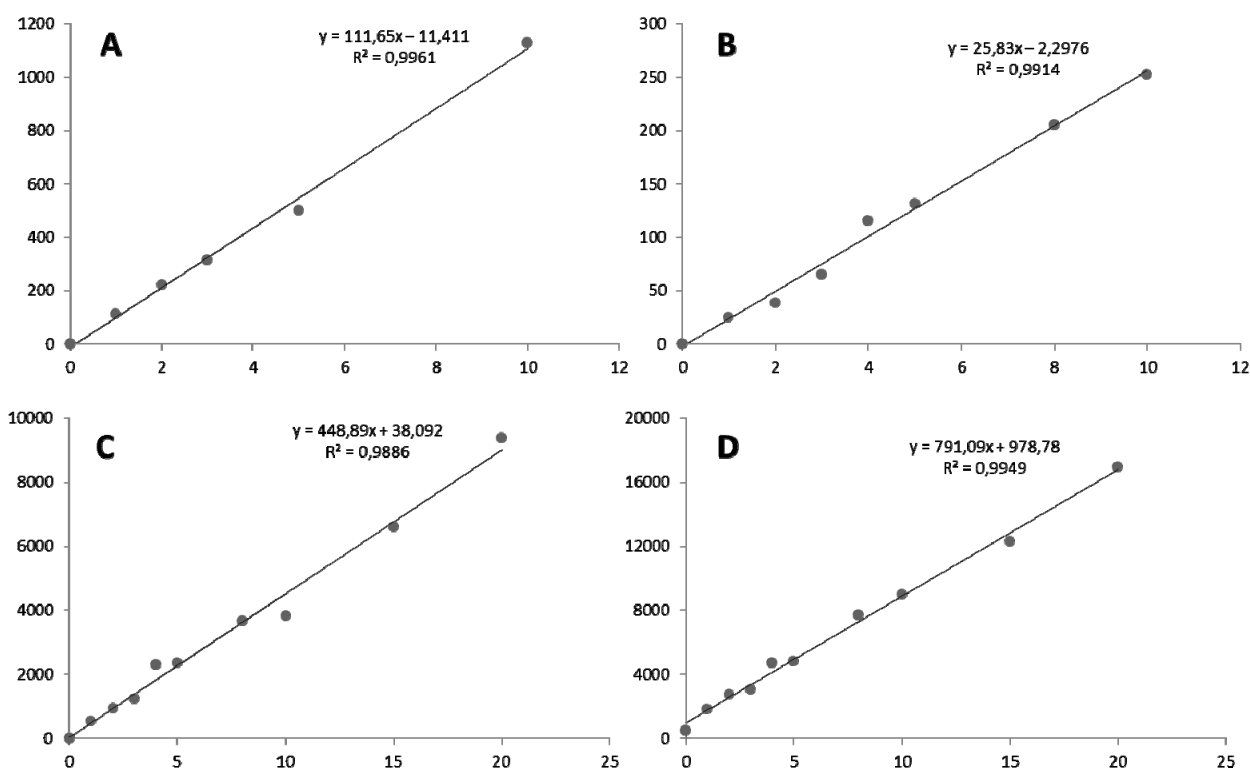 A
y = 111,65x – 11,411
R² = 0,9961
1200
1000
800
600
400
200
0
0 2 4 6 8 10 12
B
y = 25,83x – 2,2976
R² = 0,9914
300
250
200
150
100
50
0
0 2 4 6 8 10 12
C
y = 448,89x + 38,092
R² = 0,9886
10000
8000
6000
4000
2000
0
0 5 10 15 20 25
D
y = 791,09x + 978,78
R² = 0,9949
20000
16000
12000
8000
4000
0
0 5 10 15 20 25